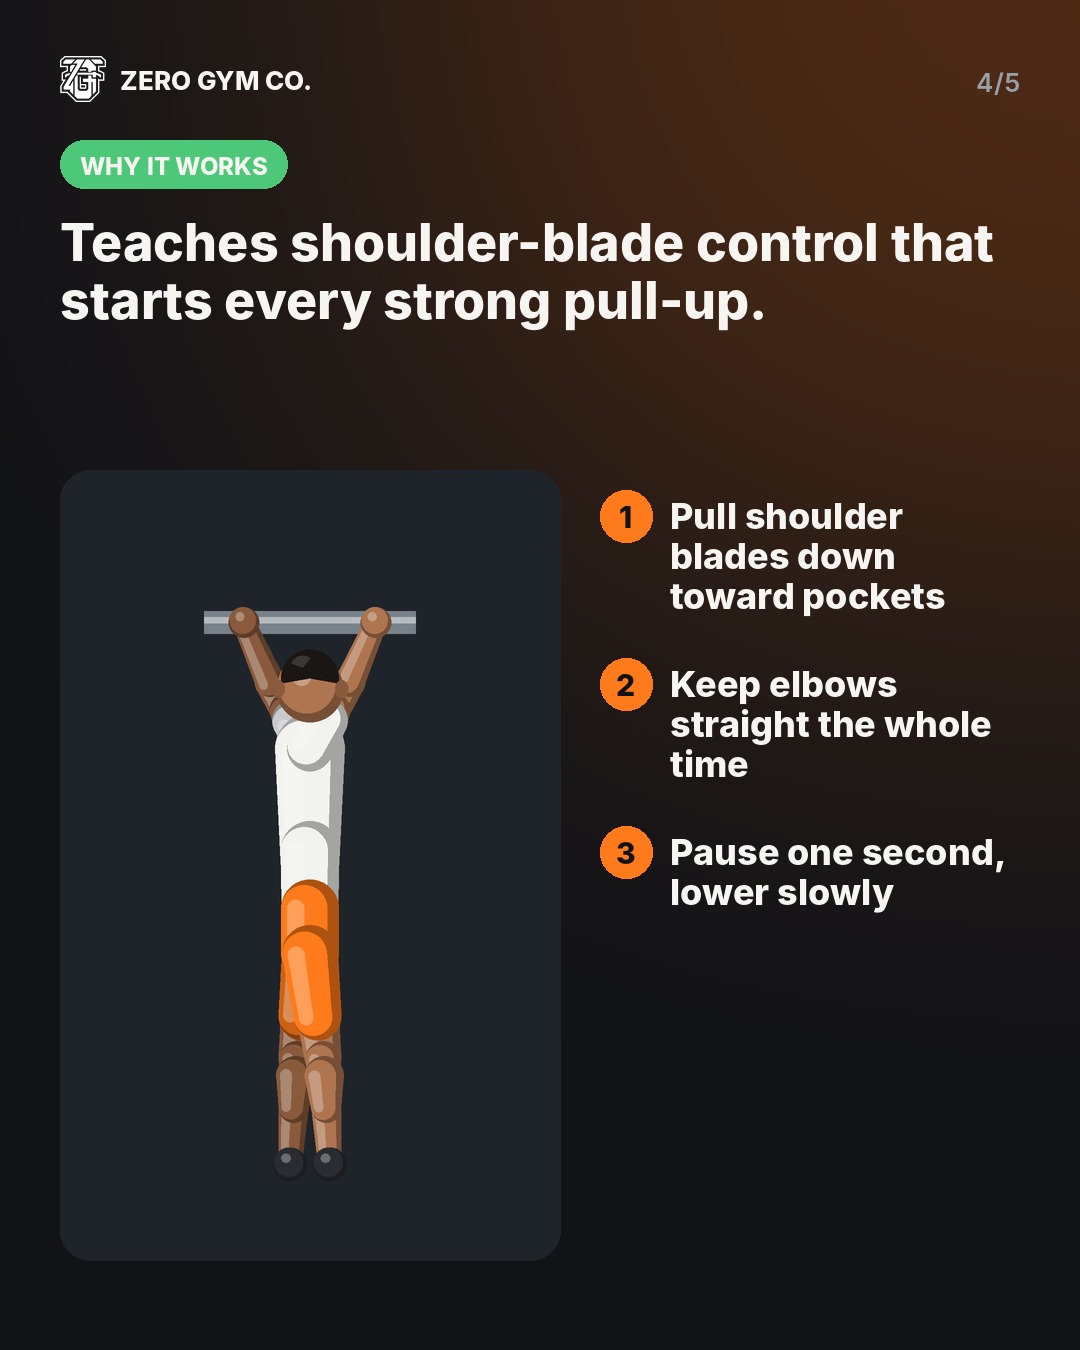 ZERO GYM CO.
4/5
WHY IT WORKS
Teaches shoulder-blade control that
starts every strong pull-up.
1 Pull shoulder
blades down
toward pockets
2 Keep elbows
straight the whole
time
3 Pause one second,
lower slowly